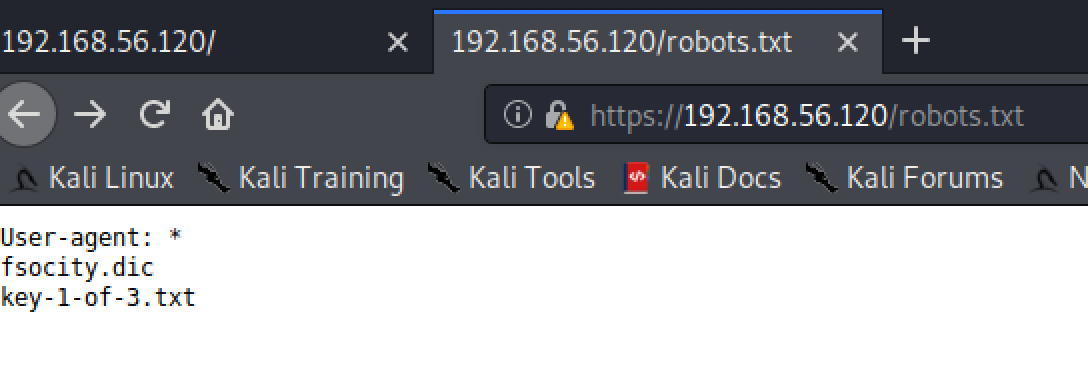 192.168.56.120/
192.168.56.120/robots.txt
https://192.168.56.120/robots.txt
Kali Linux Kali Training Kali Tools Kali Docs Kali Forums N
User-agent: *
fsocity.dic
key-1-of-3.txt